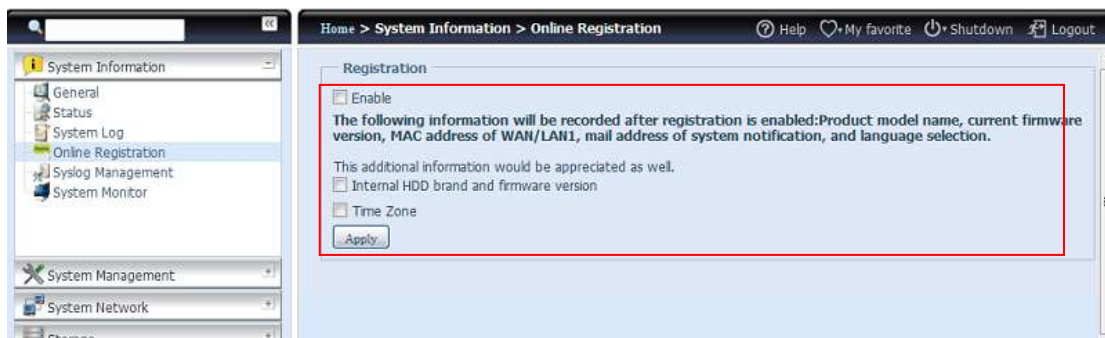 Home > System Information > Online Registration
Help
My favorite
Shutdown
Logout
System Information
General
Status
System Log
Online Registration
Syslog Management
System Monitor
System Management
System Network
Storage
Registration
Enable
The following information will be recorded after registration is enabled:Product model name, current firmware
version, MAC address of WAN/LAN1, mail address of system notification, and language selection.
This additional information would be appreciated as well.
Internal HDD brand and firmware version
Time Zone
Apply